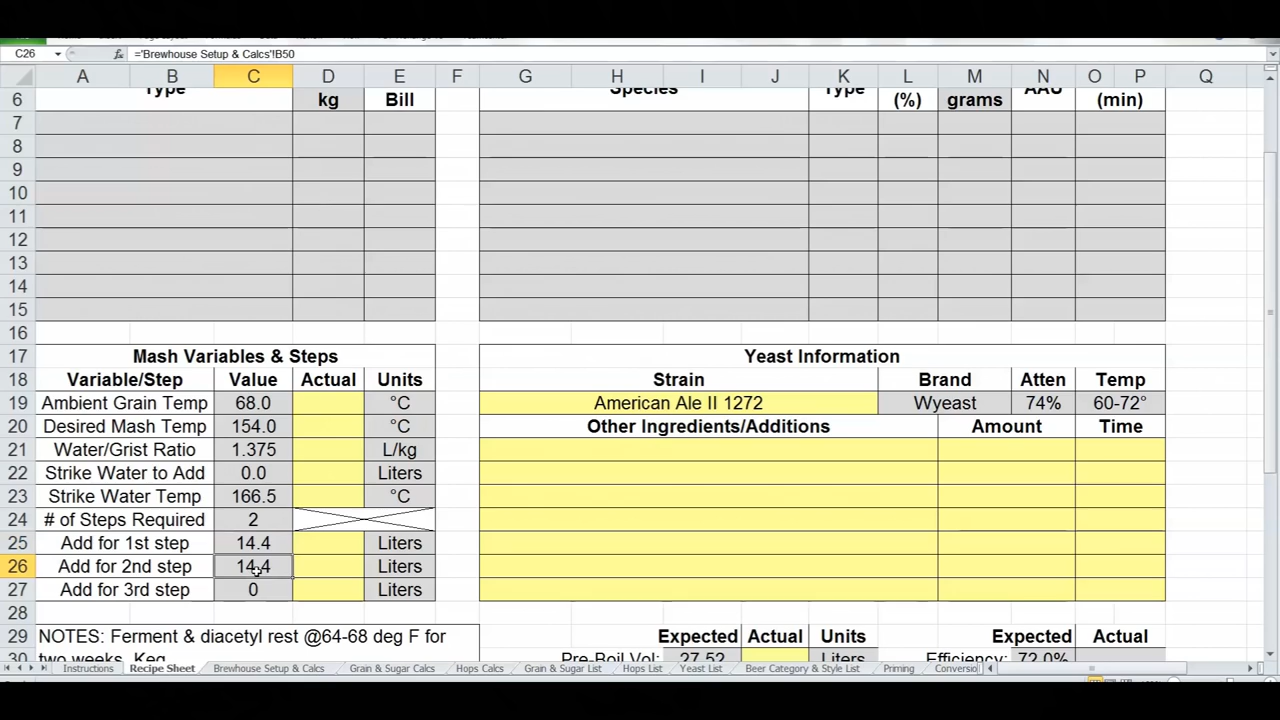 C26 fx ='Brewhouse Setup & Calcs'!B50
A B C D E F G H I J K L M N O P Q
Type Species Type AAU
6 kg Bill (%) grams (min)
7
8
9
10
11
12
13
14
15
16
17 Mash Variables & Steps Yeast Information
18 Variable/Step Value Actual Units Strain Brand Atten Temp
19 Ambient Grain Temp 68.0 °C American Ale II 1272 Wyeast 74% 60-72°
20 Desired Mash Temp 154.0 °C Other Ingredients/Additions Amount Time
21 Water/Grist Ratio 1.375 L/kg
22 Strike Water to Add 0.0 Liters
23 Strike Water Temp 166.5 °C
24 # of Steps Required 2
25 Add for 1st step 14.4 Liters
26 Add for 2nd step 14.4 Liters
27 Add for 3rd step 0 Liters
28
29 NOTES: Ferment & diacetyl rest @64-68 deg F for Expected Actual Units Expected Actual
30 two weeks. Keg Pre-Boil Vol: 27.52 Liters Efficiency: 72.0%
Instructions Recipe Sheet Brewhouse Setup & Calcs Grain & Sugar Calcs Hops Calcs Grain & Sugar List Hops List Yeast List Beer Category & Style List Priming Conversio